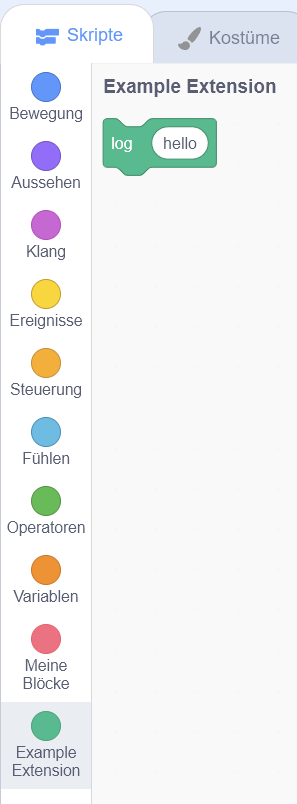 Skripte
Kostüme
Bewegung
Aussehen
Klang
Ereignisse
Steuerung
Fühlen
Operatoren
Variablen
Meine
Blöcke
Example
Extension
Example Extension
log hello